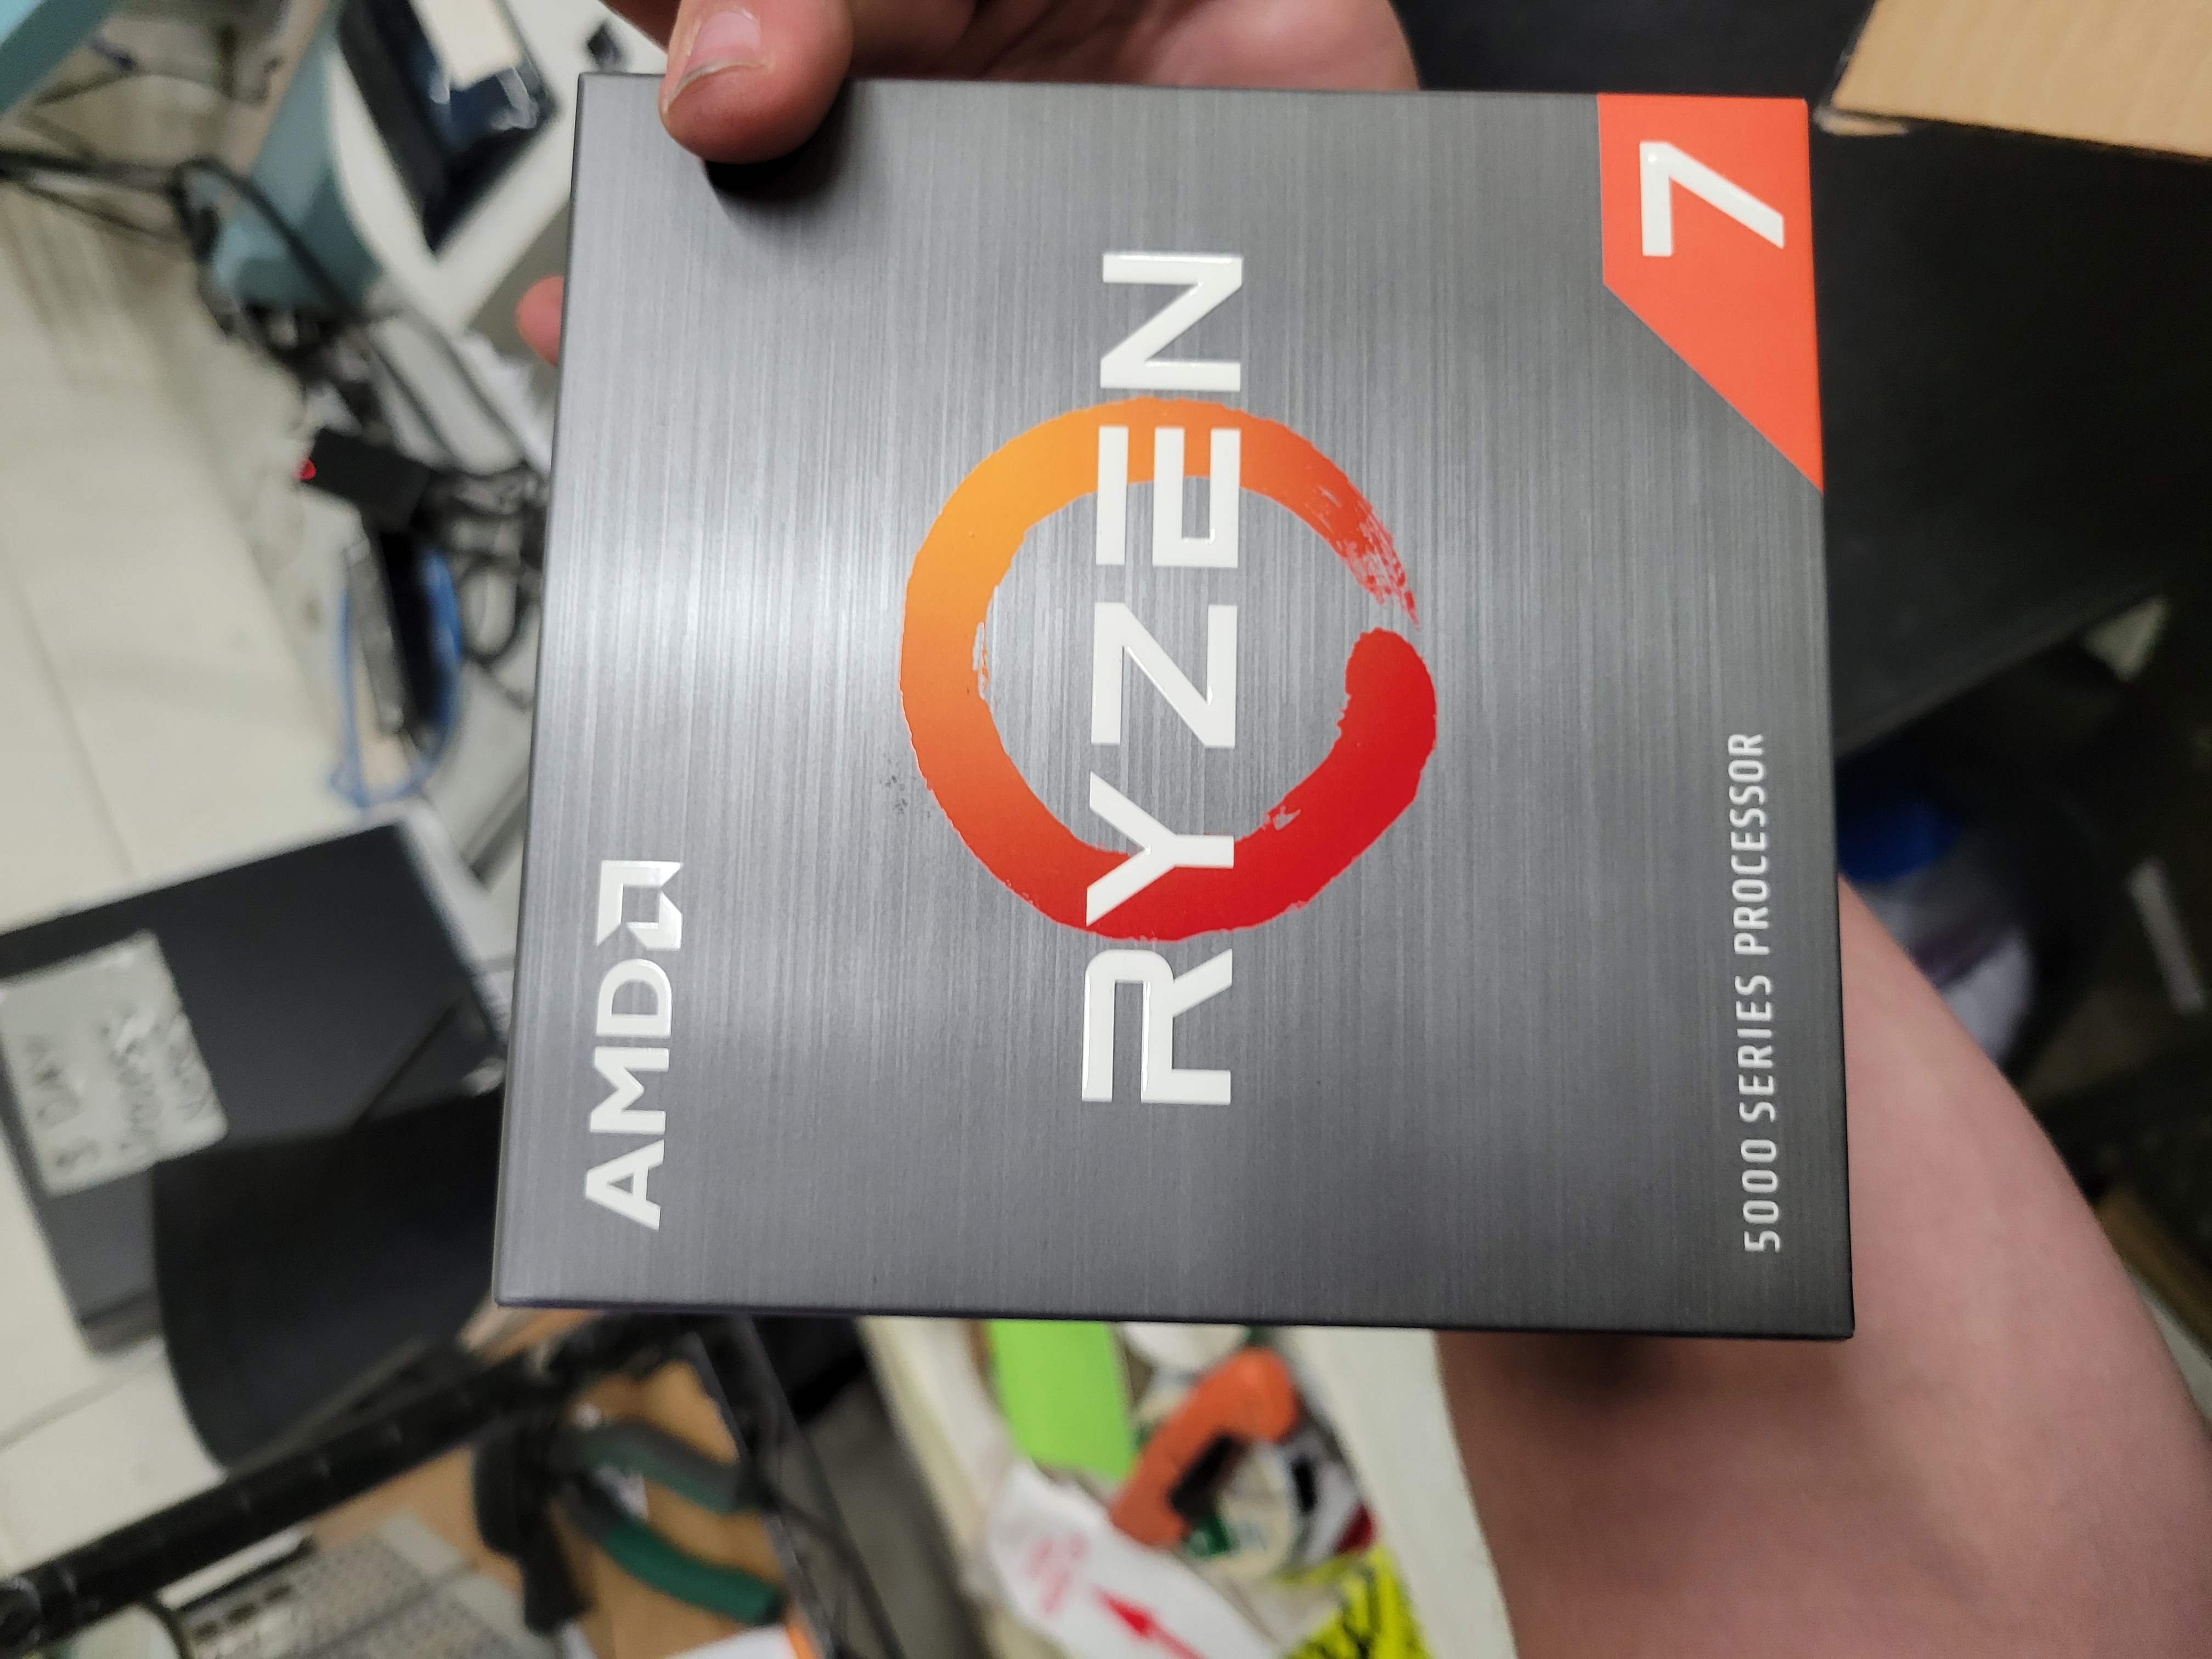 AMD
RYZEN
5000 SERIES PROCESSOR
7